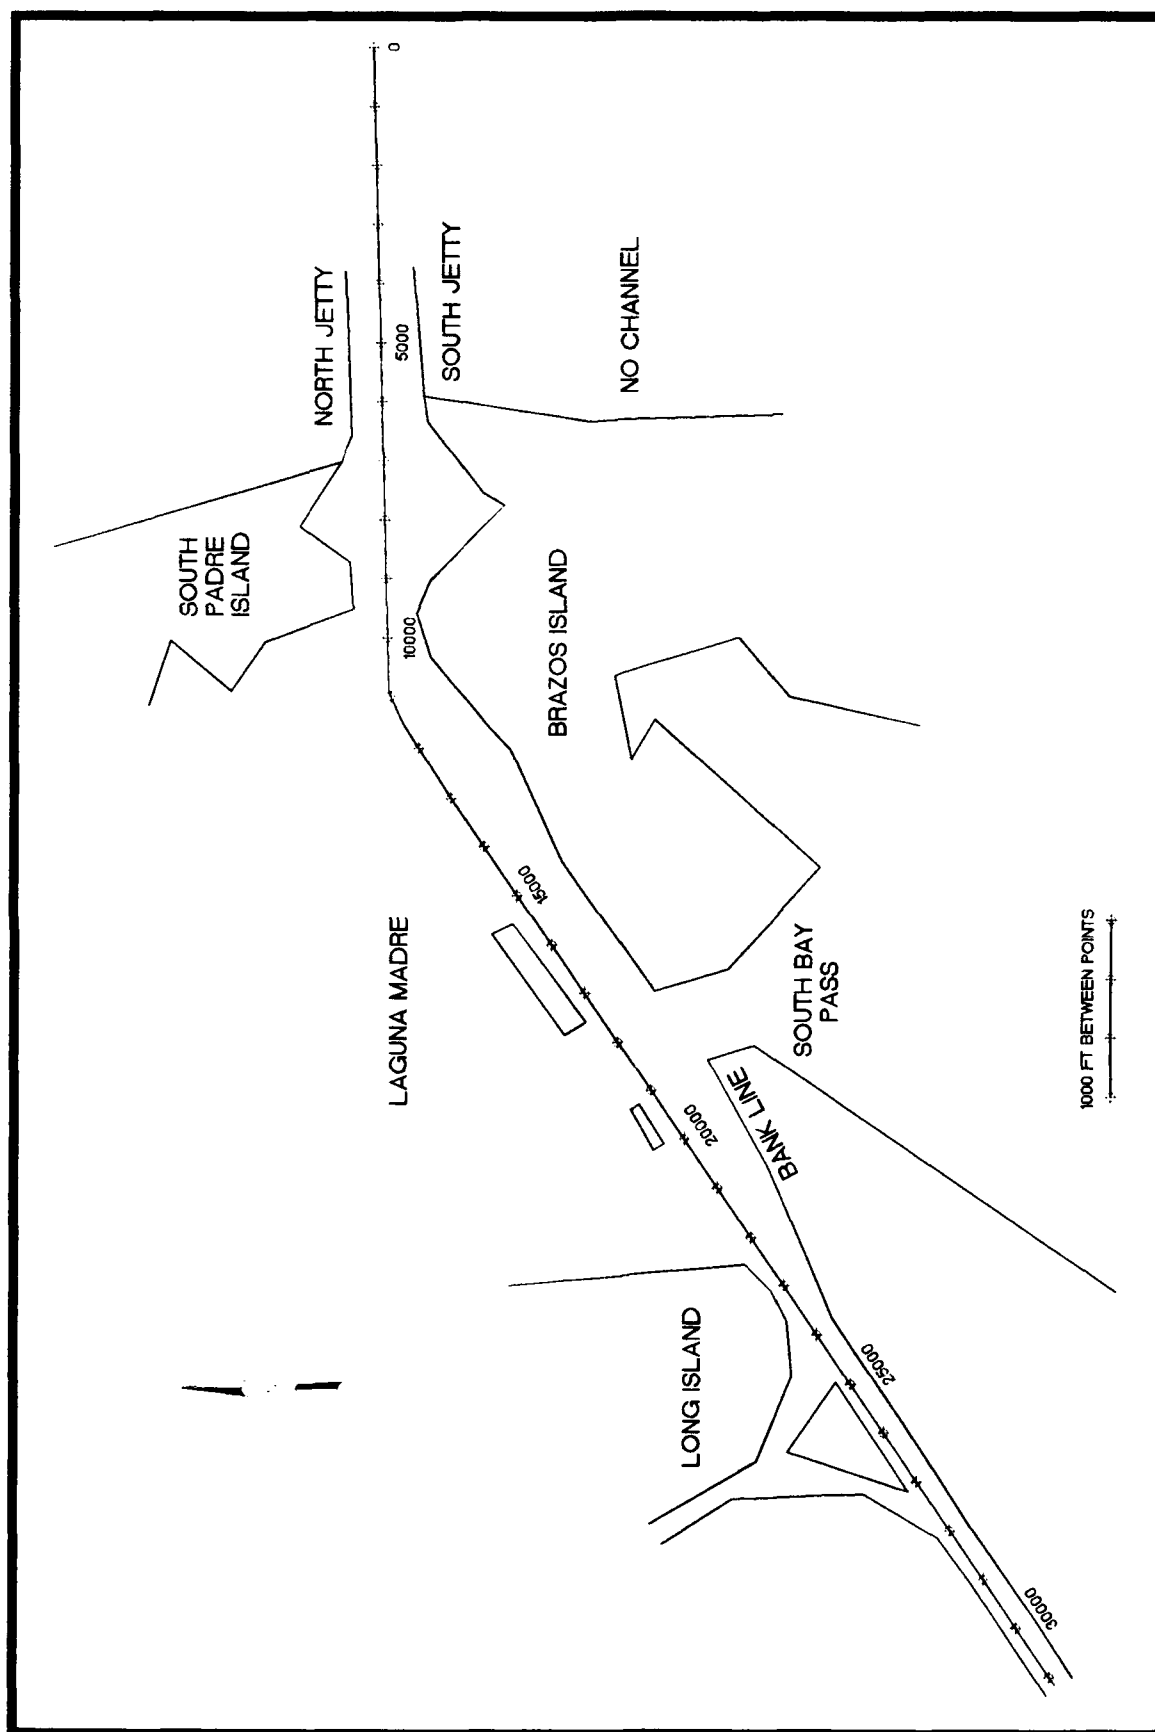 0
NORTH JETTY
5000
SOUTH JETTY
NO CHANNEL
SOUTH
PADRE
ISLAND
10000
BRAZOS ISLAND
15000
LAGUNA MADRE
SOUTH BAY
PASS
BANK LINE
20000
1000 FT BETWEEN POINTS
LONG ISLAND
25000
30000